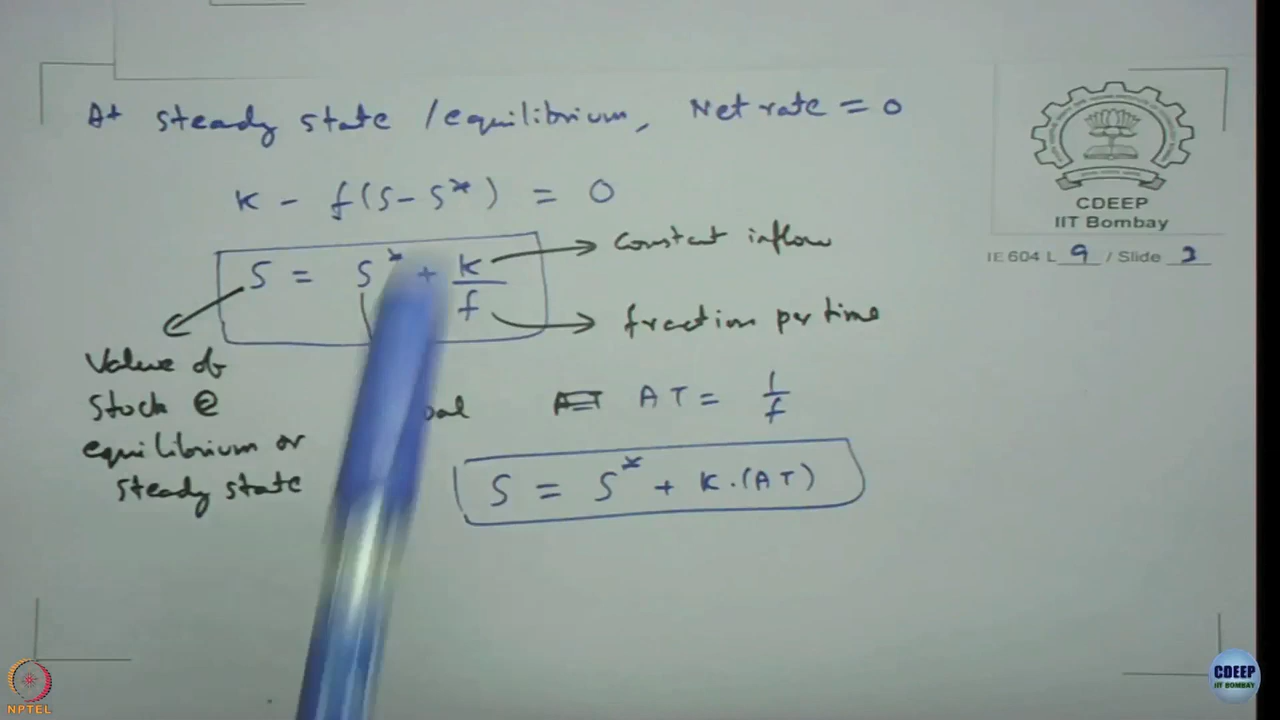 At steady state / equilibrium, Net rate = 0
K - f(S - S*) = 0
S = S* + K/f
Constant inflow
fraction per time
Value of
stock @
equilibrium or
steady state
AT = 1/f
S = S* + K.(AT)
CDEEP
IIT Bombay
IE 604 L 9 / Slide 3
NPTEL
CDEEP
IIT BOMBAY